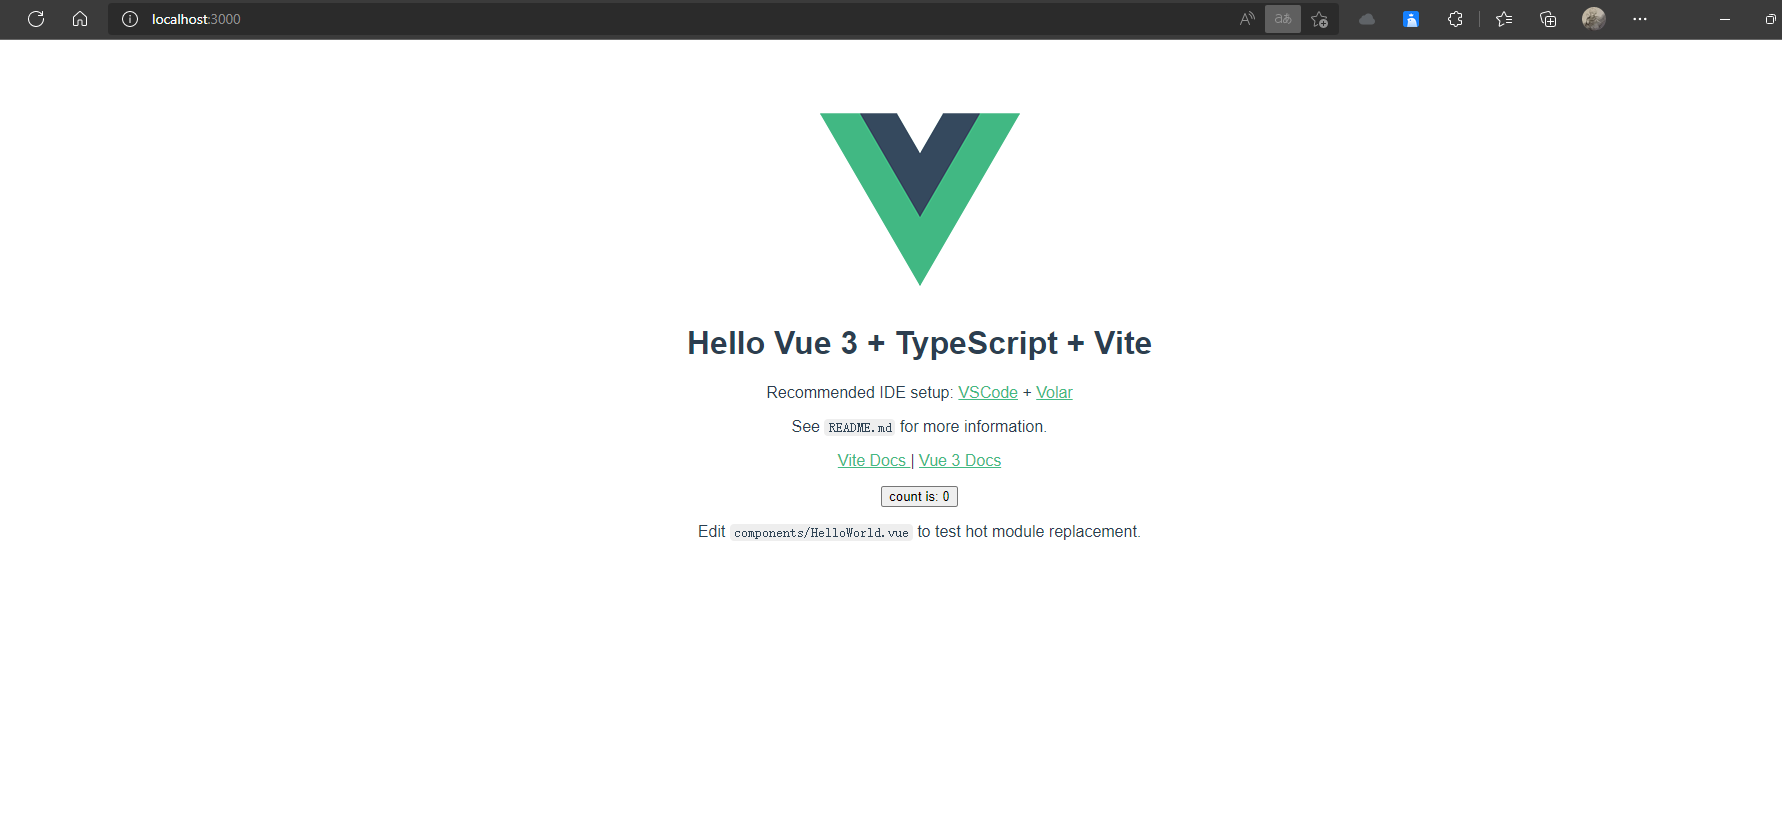 localhost:3000
Hello Vue 3 + TypeScript + Vite
Recommended IDE setup: VSCode + Volar
See README.md for more information.
Vite Docs | Vue 3 Docs
count is: 0
Edit components/HelloWorld.vue to test hot module replacement.